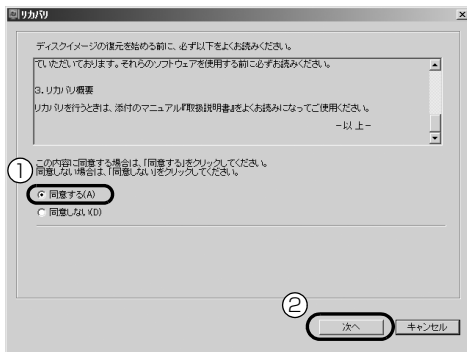 リカバリ
ディスクイメージの復元を始める前に、必ず以下をよくお読みください。
ていただいております。それらのソフトウェアを使用する前に必ずお読みください。
3. リカバリ概要
リカバリを行うときは、添付のマニュアル『取扱説明書』をよくお読みになってご使用ください。
－以 上－
①
この内容に同意する場合は、「同意する」をクリックしてください。
同意しない場合は、「同意しない」をクリックしてください。
同意する(A)
同意しない(D)
②
次へ
キャンセル